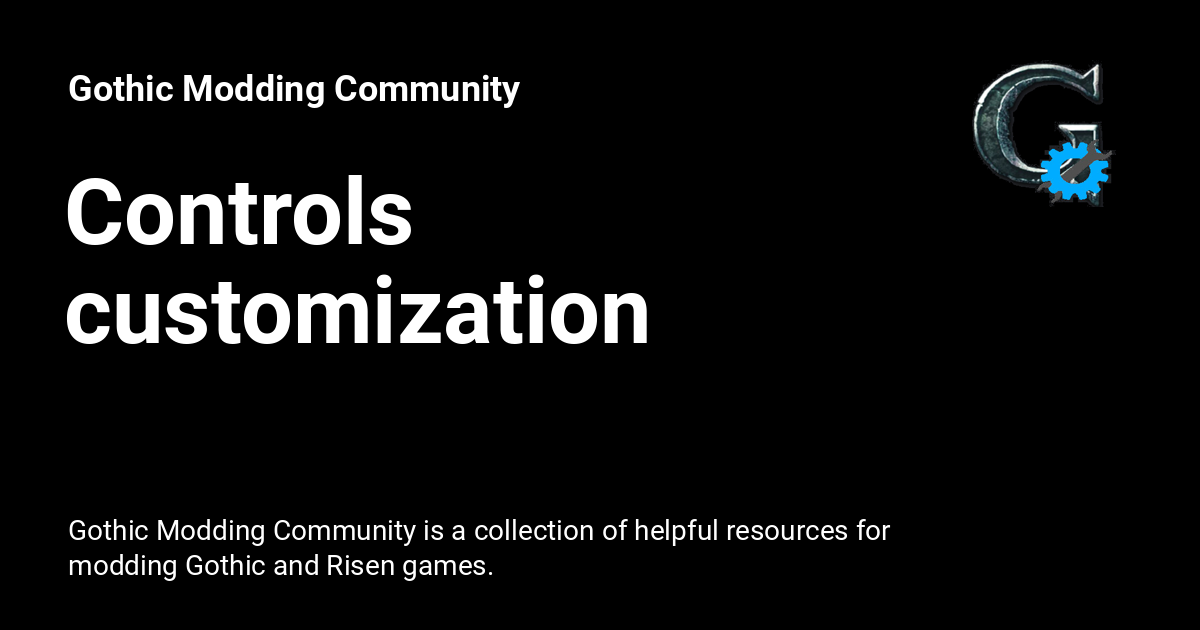 Gothic Modding Community
Controls
customization
Gothic Modding Community is a collection of helpful resources for
modding Gothic and Risen games.